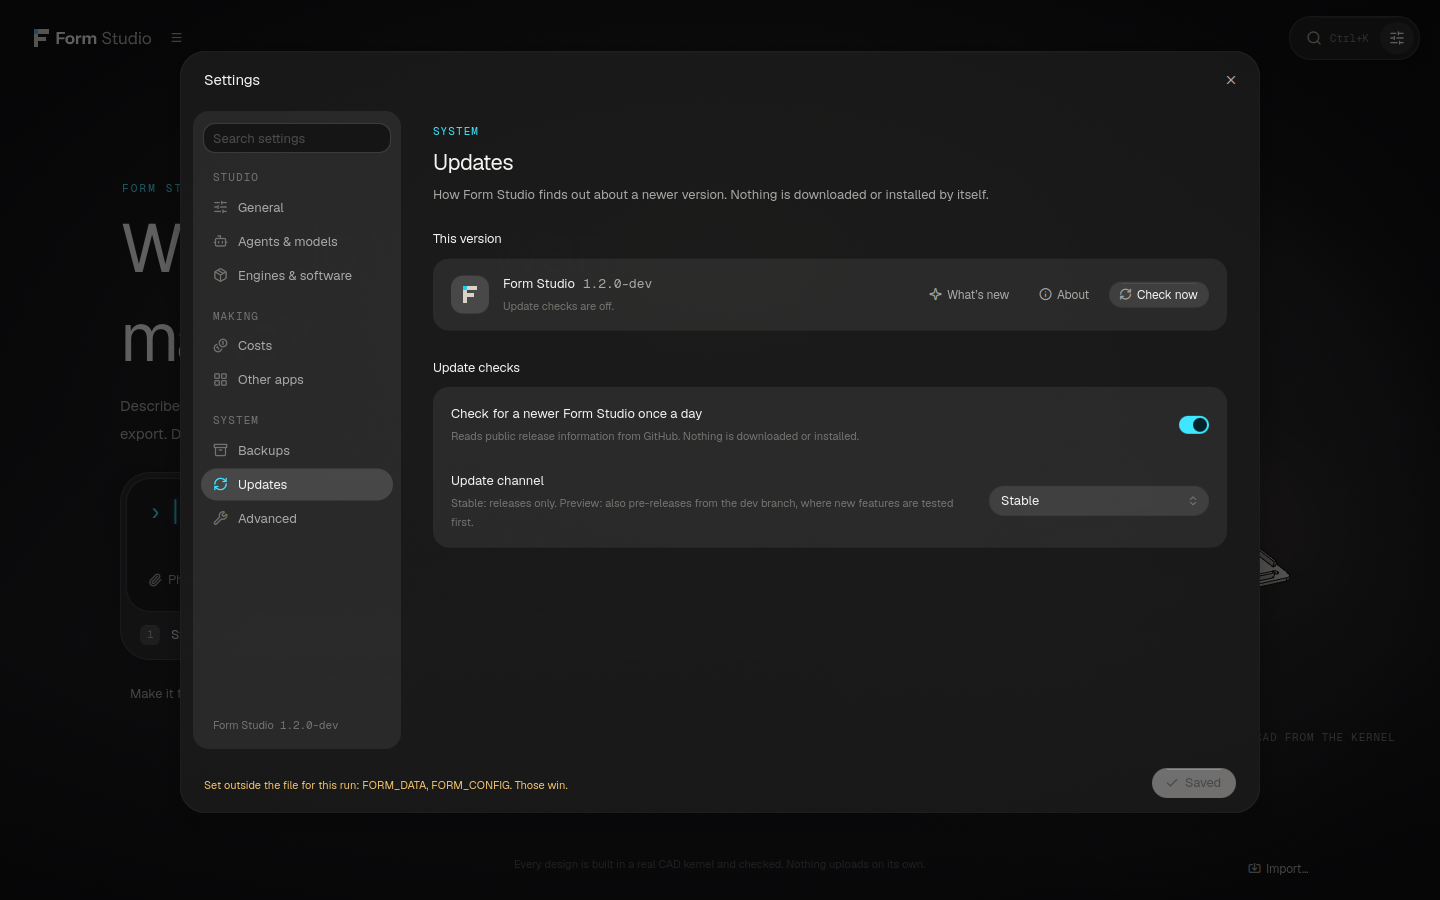 Form Studio
Ctrl+K
Settings
Search settings
STUDIO
General
Agents & models
Engines & software
MAKING
Costs
Other apps
SYSTEM
Backups
Updates
Advanced
Form Studio 1.2.0-dev
SYSTEM
Updates
How Form Studio finds out about a newer version. Nothing is downloaded or installed by itself.
This version
Form Studio 1.2.0-dev
Update checks are off.
What's new
About
Check now
Update checks
Check for a newer Form Studio once a day
Reads public release information from GitHub. Nothing is downloaded or installed.
Update channel
Stable: releases only. Preview: also pre-releases from the dev branch, where new features are tested
first.
Stable
Set outside the file for this run: FORM_DATA, FORM_CONFIG. Those win.
Saved
FORM ST
W
ma
Describe
export. D
Ph
1 S
Make it f
CAD FROM THE KERNEL
Every design is built in a real CAD kernel and checked. Nothing uploads on its own.
Import...